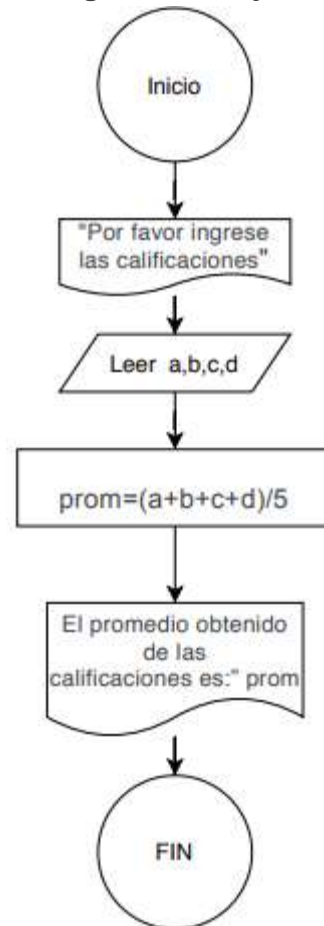 Inicio
"Por favor ingrese
las calificaciones"
Leer a,b,c,d
prom=(a+b+c+d)/5
El promedio obtenido
de las
calificaciones es:" prom
FIN